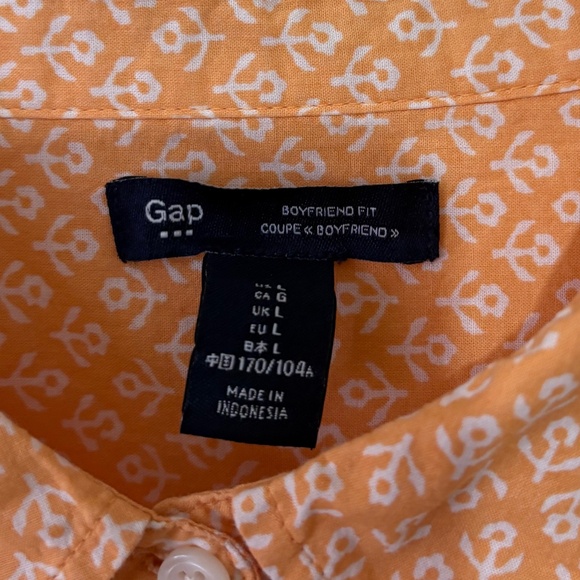 Gap
BOYFRIEND FIT
COUPE « BOYFRIEND »
CA G
UK L
EU L
日本 L
中国 170/104A
MADE IN
INDONESIA